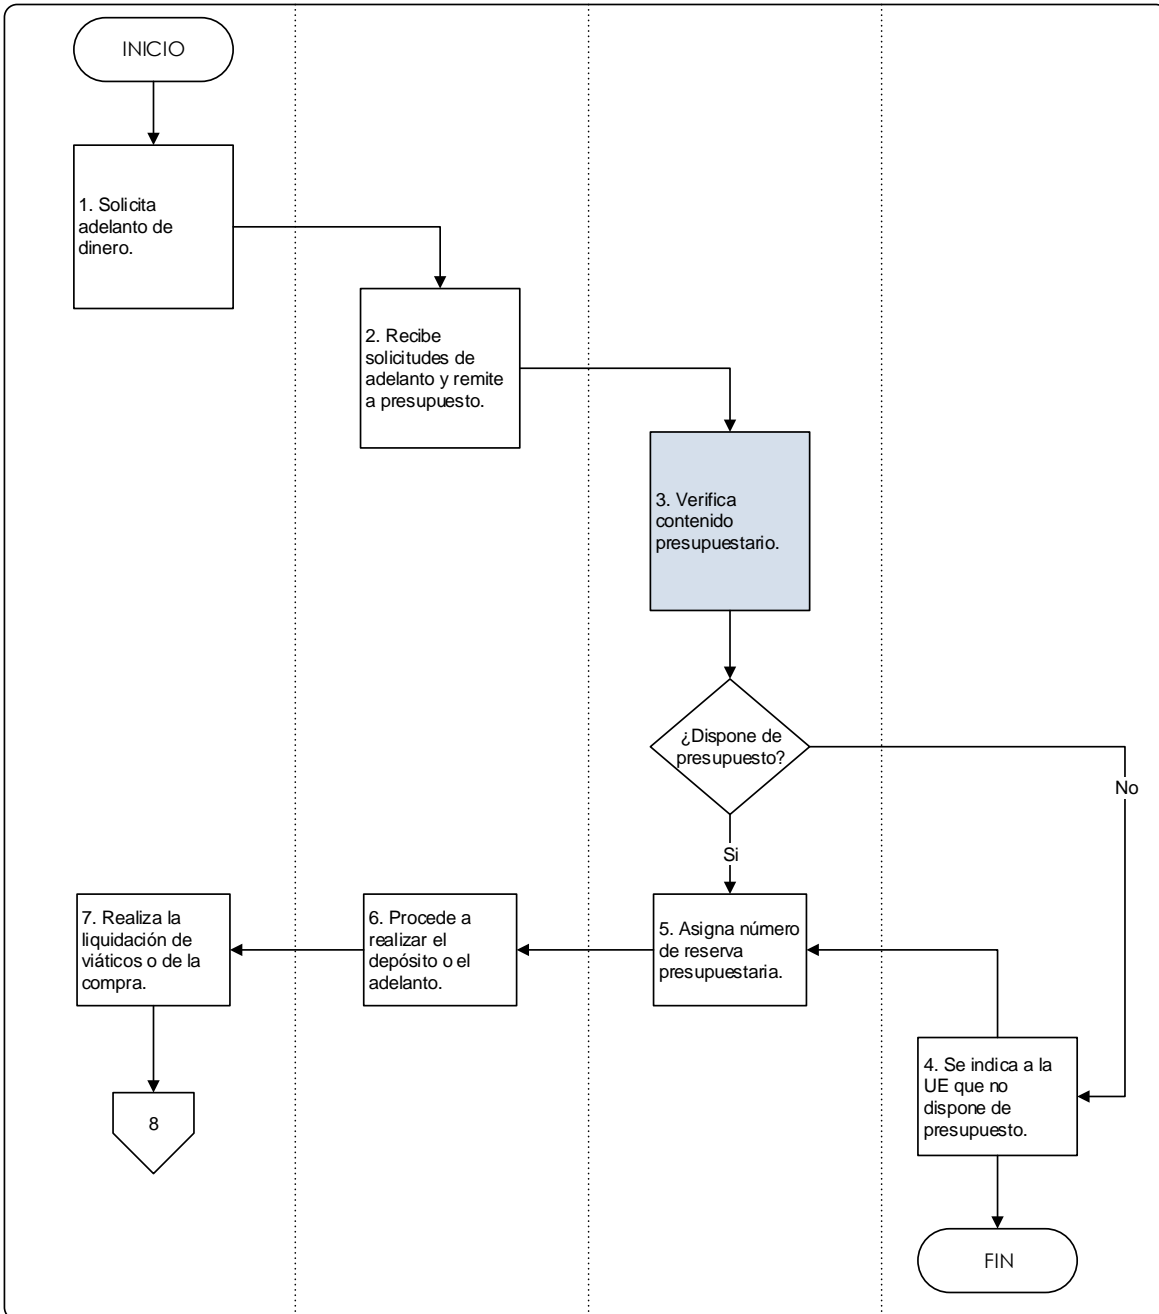 INICIO
1. Solicita
adelanto de
dinero.
2. Recibe
solicitudes de
adelanto y remite
a presupuesto.
3. Verifica
contenido
presupuestario.
¿Dispone de
presupuesto?
No
Si
7. Realiza la
liquidación de
viáticos o de la
compra.
6. Procede a
realizar el
depósito o el
adelanto.
5. Asigna número
de reserva
presupuestaria.
4. Se indica a la
UE que no
dispone de
presupuesto.
8
FIN